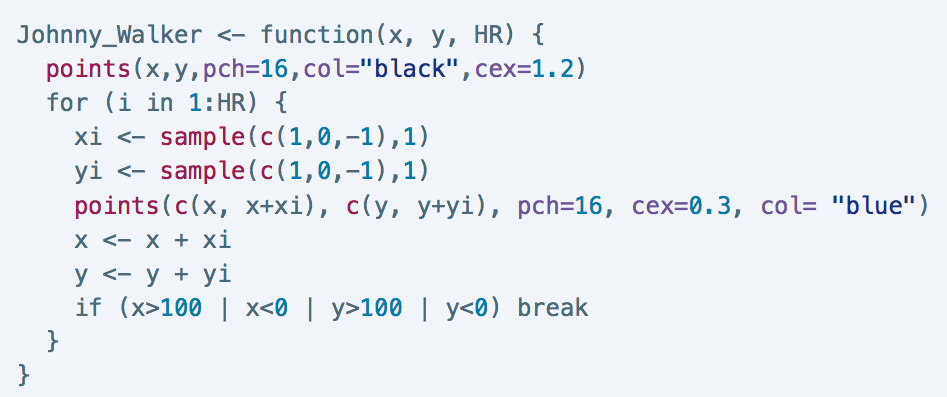 Johnny_Walker <- function(x, y, HR) {
  points(x,y,pch=16,col="black",cex=1.2)
  for (i in 1:HR) {
    xi <- sample(c(1,0,-1),1)
    yi <- sample(c(1,0,-1),1)
    points(c(x, x+xi), c(y, y+yi), pch=16, cex=0.3, col= "blue")
    x <- x + xi
    y <- y + yi
    if (x>100 | x<0 | y>100 | y<0) break
  }
}